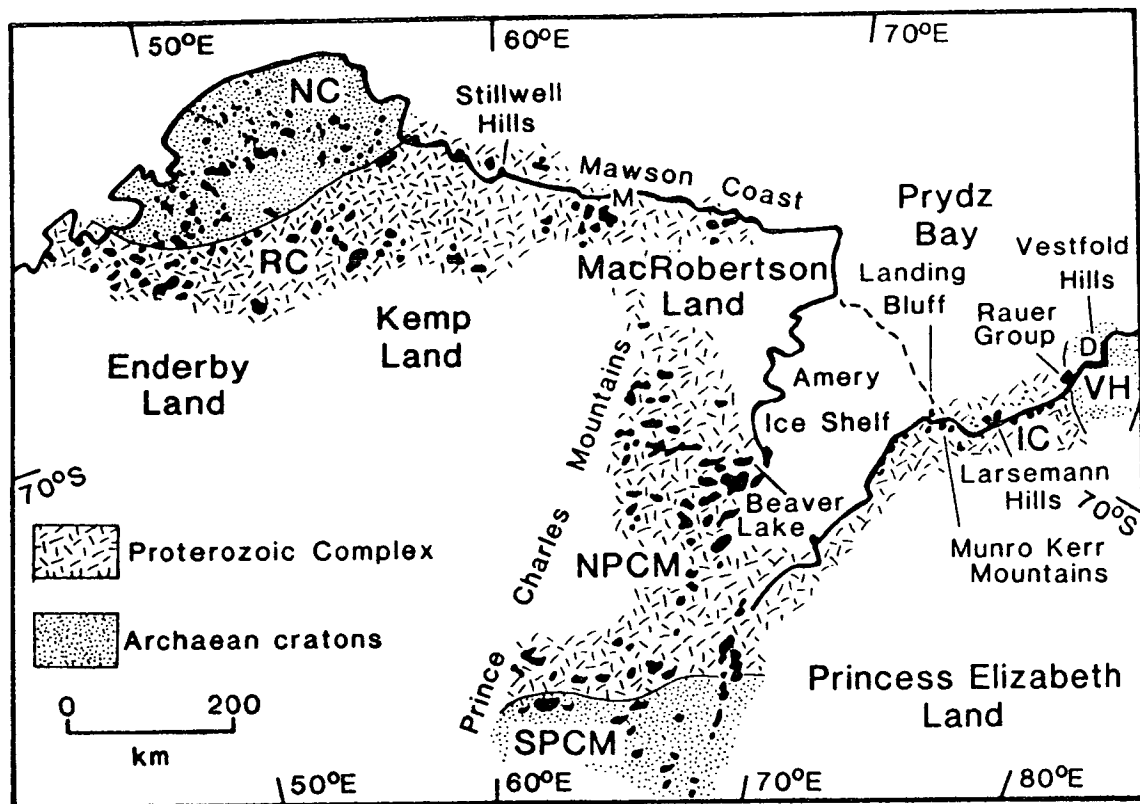 50°E
60°E
70°E
NC
Stillwell
Hills
Mawson Coast
M
Prydz
Bay
Vestfold
Hills
Landing
Bluff
Rauer
Group
D
VH
RC
MacRobertson
Land
Kemp
Land
Enderby
Land
Amery
Ice Shelf
IC
Larsemann
Hills
70°S
70°S
Beaver
Lake
Munro Kerr
Mountains
Prince Charles Mountains
NPCM
Proterozoic Complex
Archaean cratons
0 200
km
SPCM
Princess Elizabeth
Land
50°E
60°E
70°E
80°E